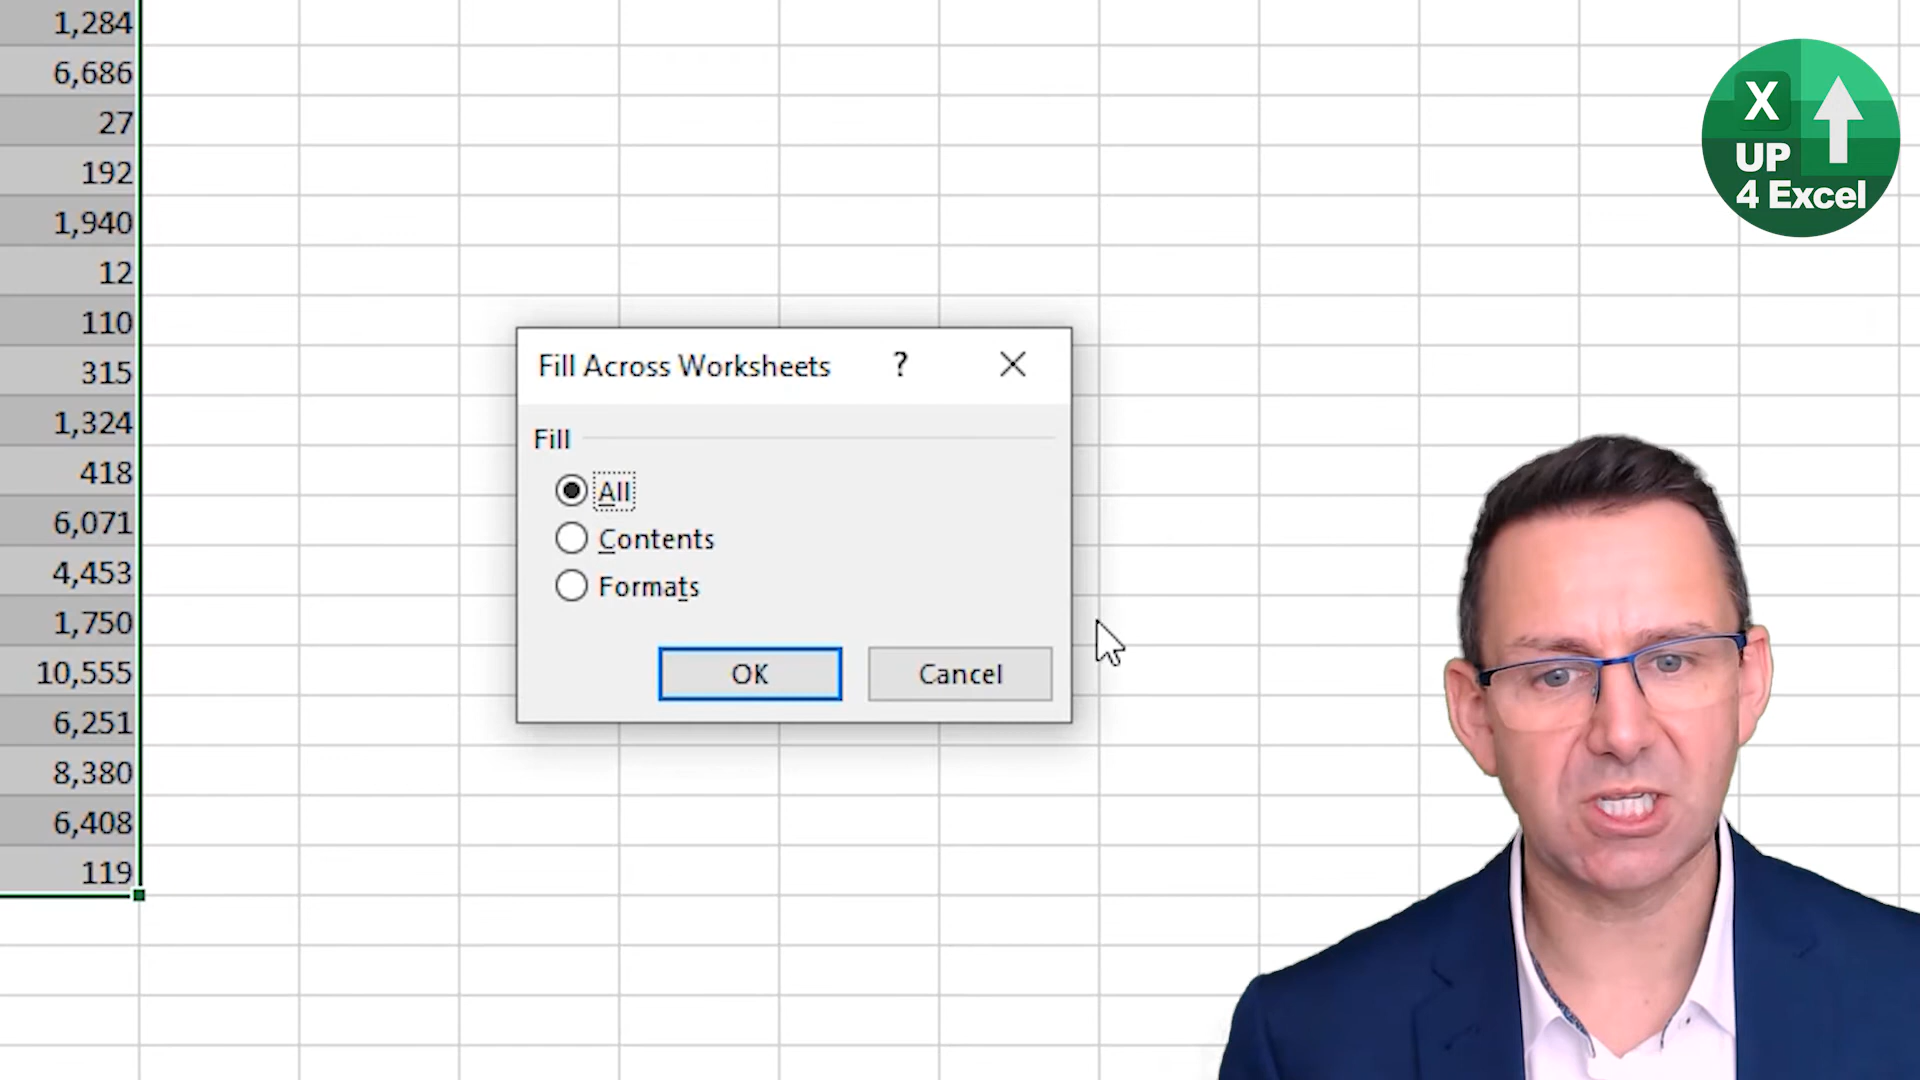 1,284
6,686
27
192
1,940
12
110
315
1,324
418
6,071
4,453
1,750
10,555
6,251
8,380
6,408
119
X
UP
4 Excel
Fill Across Worksheets ?
Fill
All
Contents
Formats
OK Cancel